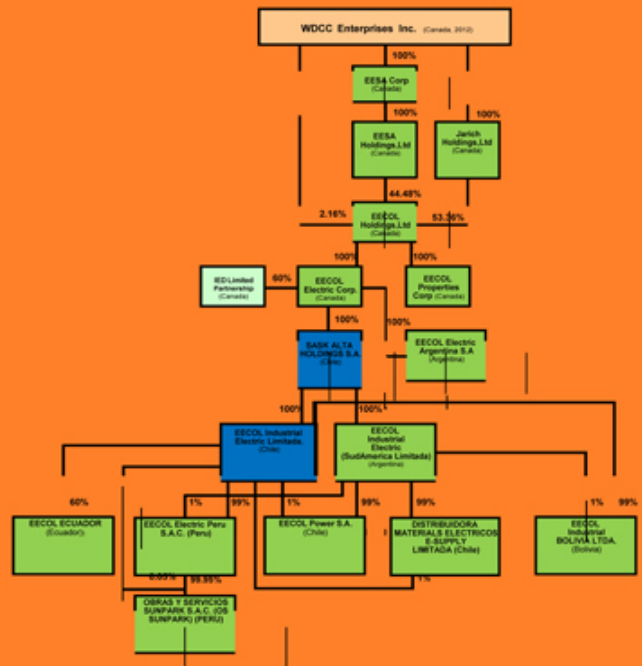 WDCC Enterprises Inc. (Canada, 2012)
100%
EESA Corp
(Canada)
100%
100%
EESA
Holdings,Ltd
(Canada)
Jarich
Holdings,Ltd
(Canada)
44.48%
2.16%
53.36%
EECOL
Holdings,Ltd
(Canada)
100%
100%
IED Limited
Partnership
(Canada)
60%
EECOL
Electric Corp.
(Canada)
EECOL
Properties
Corp (Canada)
100%
100%
SASK ALTA
HOLDINGS S.A.
(Chile)
EECOL Electric
Argentina S.A
(Argentina)
100%
100%
EECOL Industrial
Electric Limitada.
(Chile)
EECOL
Industrial
Electric
(SudAmerica Limitada)
(Argentina)
60%
1%
99%
1%
99%
99%
1%
99%
EECOL ECUADOR
(Ecuador)
EECOL Electric Peru
S.A.C. (Peru)
EECOL Power S.A.
(Chile)
DISTRIBUIDORA
MATERIALS ELECTRICOS
E-SUPPLY
LIMITADA (Chile)
EECOL
Industrial
BOLIVIA LTDA.
(Bolivia)
0.05%
99.95%
1%
OBRAS Y SERVICIOS
SUNPARK S.A.C. (OS
SUNPARK) (PERU)